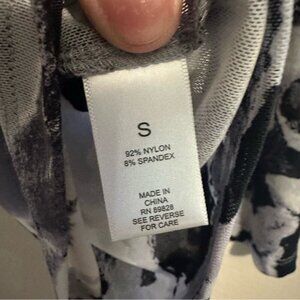 S
92% NYLON
8% SPANDEX
MADE IN
CHINA
RN 89828
SEE REVERSE
FOR CARE